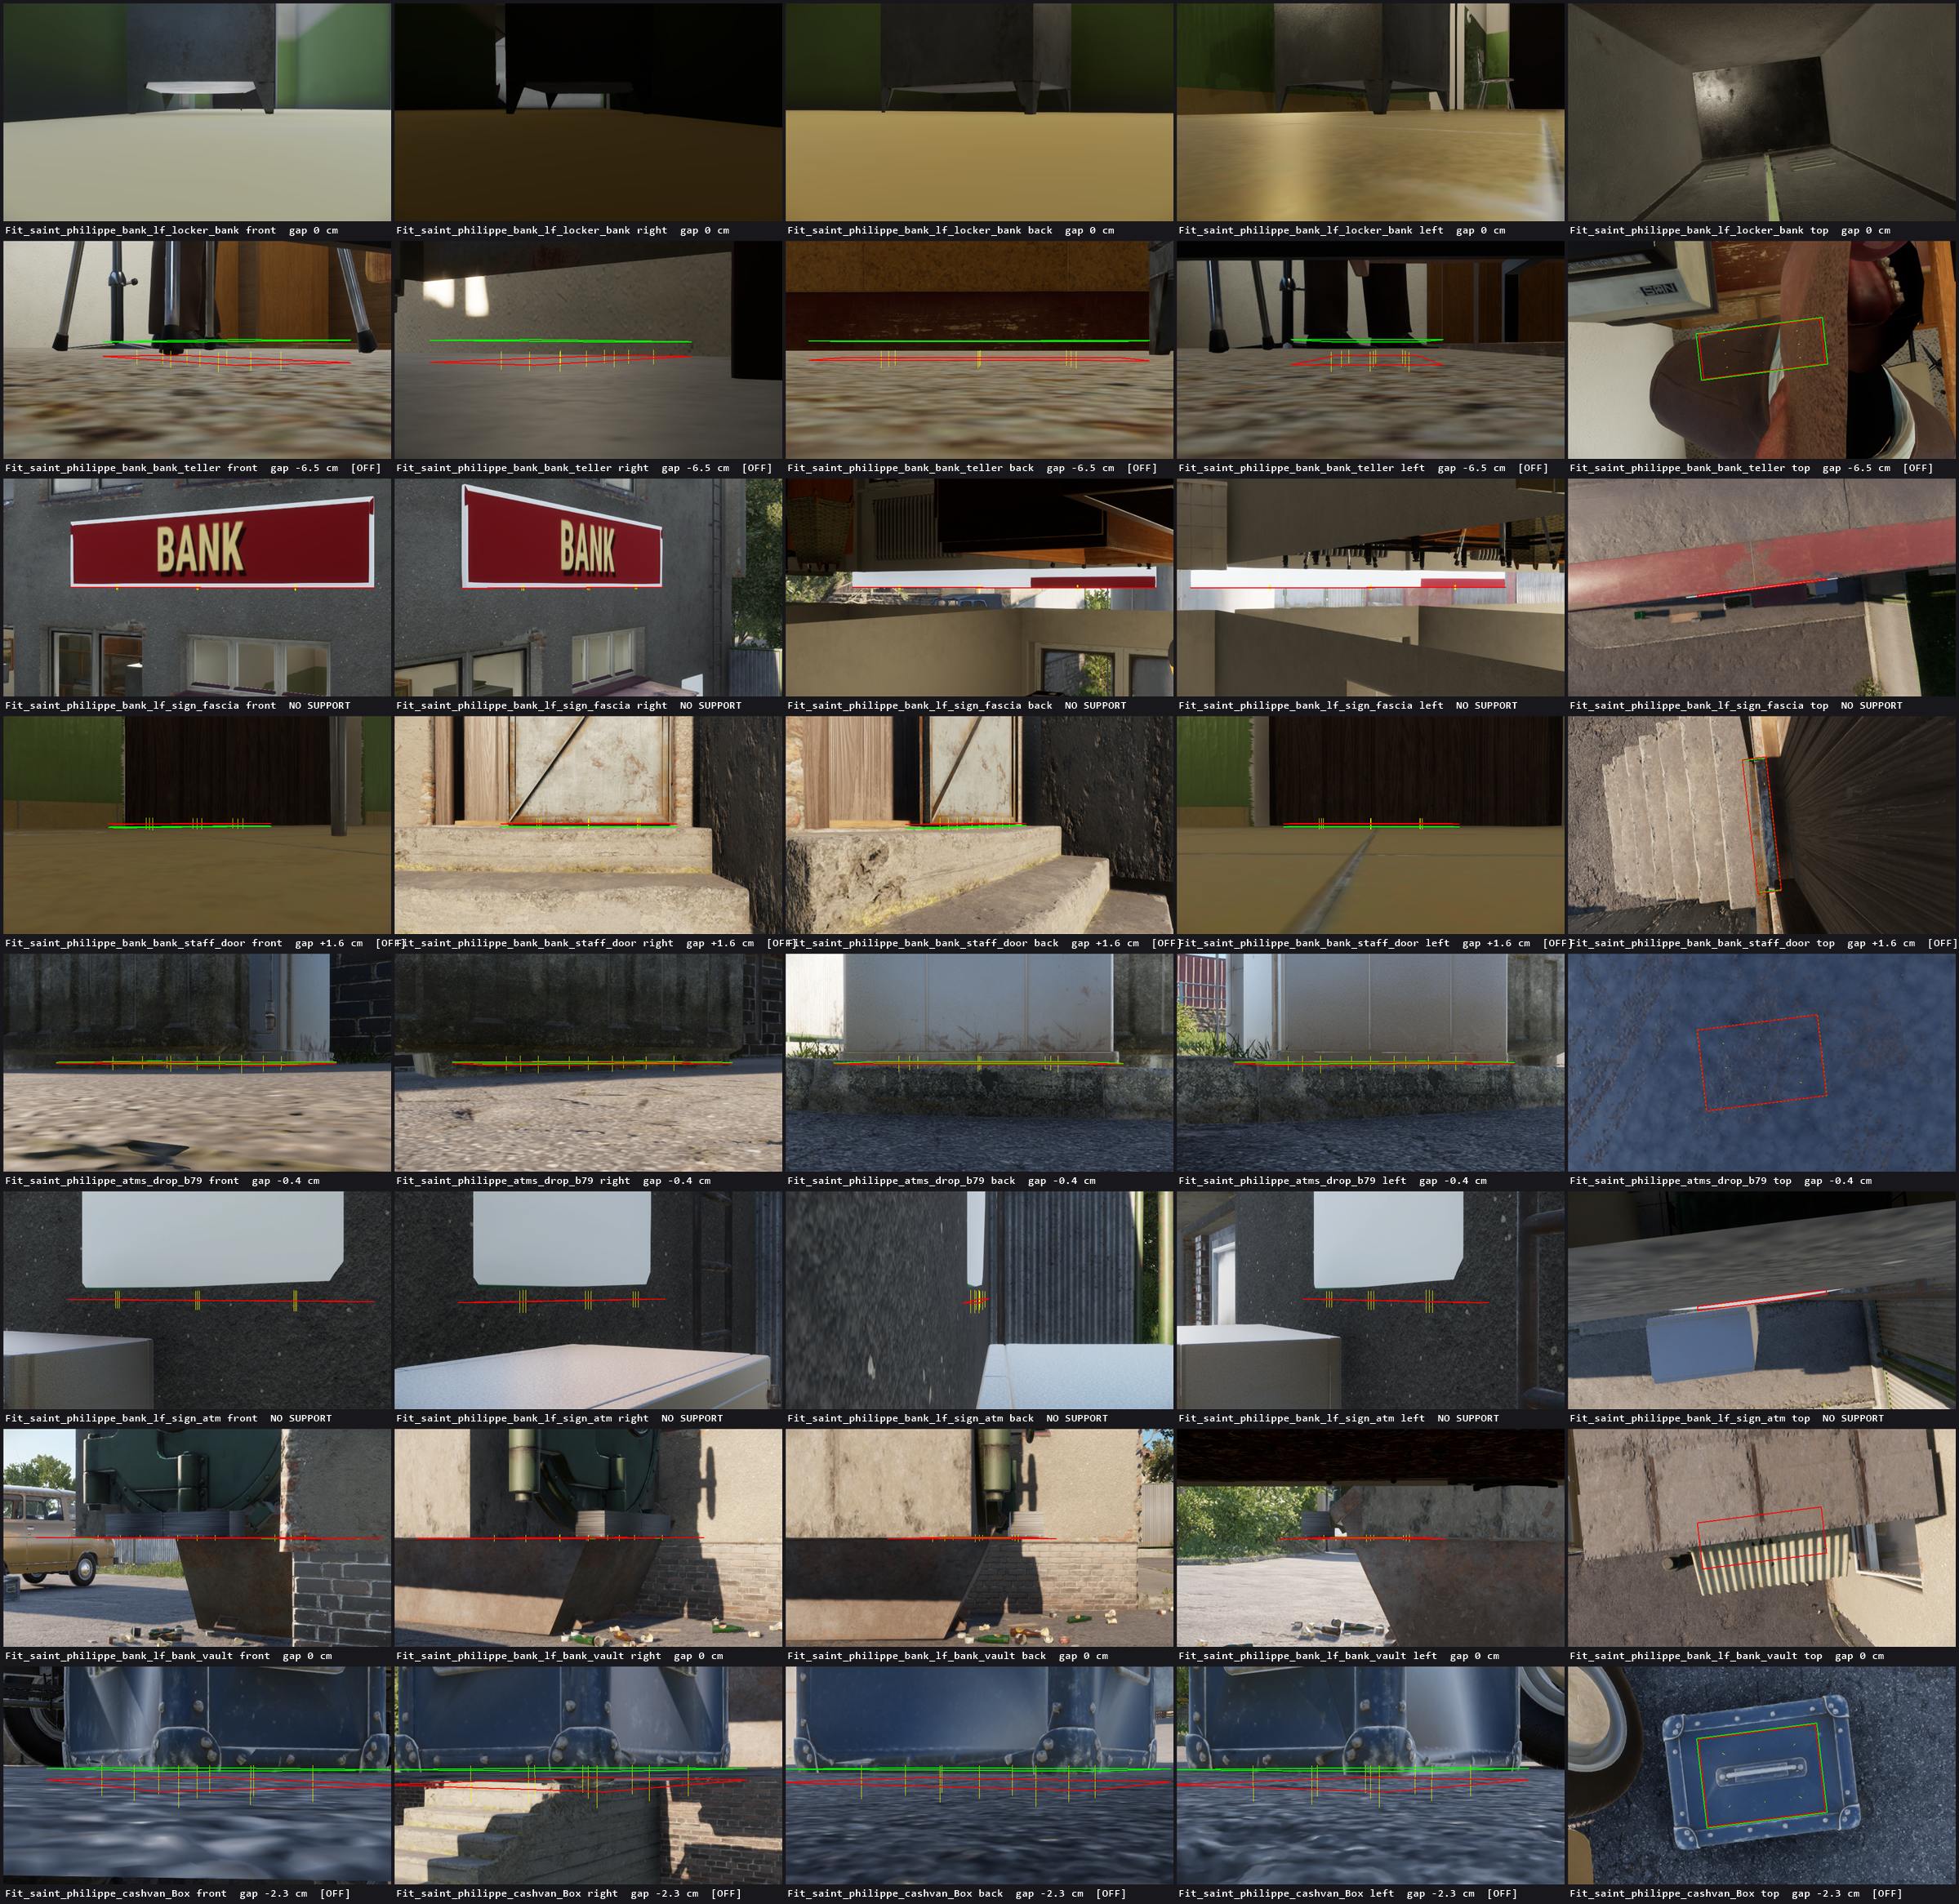 Fit_saint_philippe_bank_lf_locker_bank front  gap 0 cm
Fit_saint_philippe_bank_lf_locker_bank right  gap 0 cm
Fit_saint_philippe_bank_lf_locker_bank back  gap 0 cm
Fit_saint_philippe_bank_lf_locker_bank left  gap 0 cm
Fit_saint_philippe_bank_lf_locker_bank top  gap 0 cm
Fit_saint_philippe_bank_bank_teller front  gap -6.5 cm  [OFF]
Fit_saint_philippe_bank_bank_teller right  gap -6.5 cm  [OFF]
Fit_saint_philippe_bank_bank_teller back  gap -6.5 cm  [OFF]
Fit_saint_philippe_bank_bank_teller left  gap -6.5 cm  [OFF]
Fit_saint_philippe_bank_bank_teller top  gap -6.5 cm  [OFF]
BANK
BANK
Fit_saint_philippe_bank_lf_sign_fascia front  NO SUPPORT
Fit_saint_philippe_bank_lf_sign_fascia right  NO SUPPORT
Fit_saint_philippe_bank_lf_sign_fascia back  NO SUPPORT
Fit_saint_philippe_bank_lf_sign_fascia left  NO SUPPORT
Fit_saint_philippe_bank_lf_sign_fascia top  NO SUPPORT
Fit_saint_philippe_bank_bank_staff_door front  gap +1.6 cm  [OFF]
Fit_saint_philippe_bank_bank_staff_door right  gap +1.6 cm  [OFF]
Fit_saint_philippe_bank_bank_staff_door back  gap +1.6 cm  [OFF]
Fit_saint_philippe_bank_bank_staff_door left  gap +1.6 cm  [OFF]
Fit_saint_philippe_bank_bank_staff_door top  gap +1.6 cm  [OFF]
Fit_saint_philippe_atms_drop_b79 front  gap -0.4 cm
Fit_saint_philippe_atms_drop_b79 right  gap -0.4 cm
Fit_saint_philippe_atms_drop_b79 back  gap -0.4 cm
Fit_saint_philippe_atms_drop_b79 left  gap -0.4 cm
Fit_saint_philippe_atms_drop_b79 top  gap -0.4 cm
Fit_saint_philippe_bank_lf_sign_atm front  NO SUPPORT
Fit_saint_philippe_bank_lf_sign_atm right  NO SUPPORT
Fit_saint_philippe_bank_lf_sign_atm back  NO SUPPORT
Fit_saint_philippe_bank_lf_sign_atm left  NO SUPPORT
Fit_saint_philippe_bank_lf_sign_atm top  NO SUPPORT
Fit_saint_philippe_bank_lf_bank_vault front  gap 0 cm
Fit_saint_philippe_bank_lf_bank_vault right  gap 0 cm
Fit_saint_philippe_bank_lf_bank_vault back  gap 0 cm
Fit_saint_philippe_bank_lf_bank_vault left  gap 0 cm
Fit_saint_philippe_bank_lf_bank_vault top  gap 0 cm
Fit_saint_philippe_cashvan_Box front  gap -2.3 cm  [OFF]
Fit_saint_philippe_cashvan_Box right  gap -2.3 cm  [OFF]
Fit_saint_philippe_cashvan_Box back  gap -2.3 cm  [OFF]
Fit_saint_philippe_cashvan_Box left  gap -2.3 cm  [OFF]
Fit_saint_philippe_cashvan_Box top  gap -2.3 cm  [OFF]